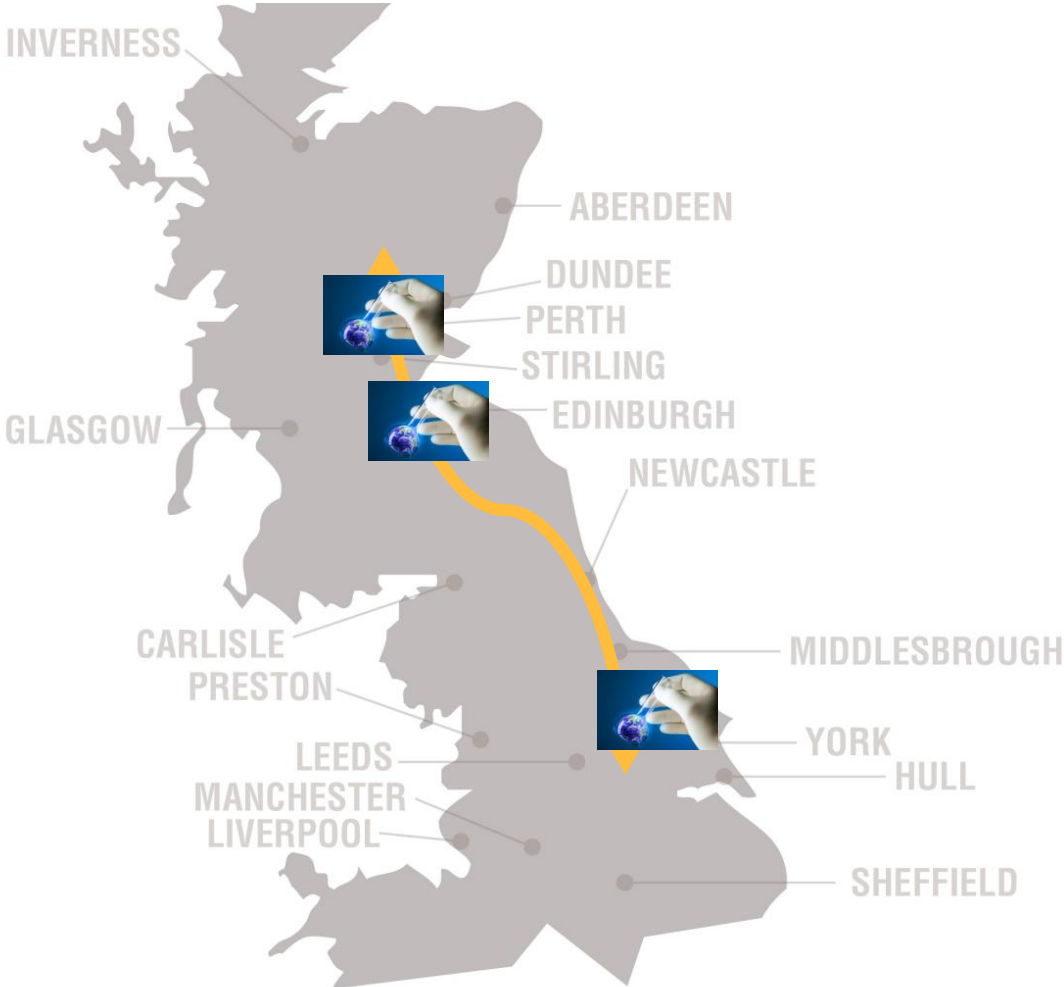 INVERNESS
ABERDEEN
DUNDEE
PERTH
STIRLING
EDINBURGH
GLASGOW
NEWCASTLE
CARLISLE
MIDDLESBROUGH
PRESTON
YORK
LEEDS
HULL
MANCHESTER
LIVERPOOL
SHEFFIELD